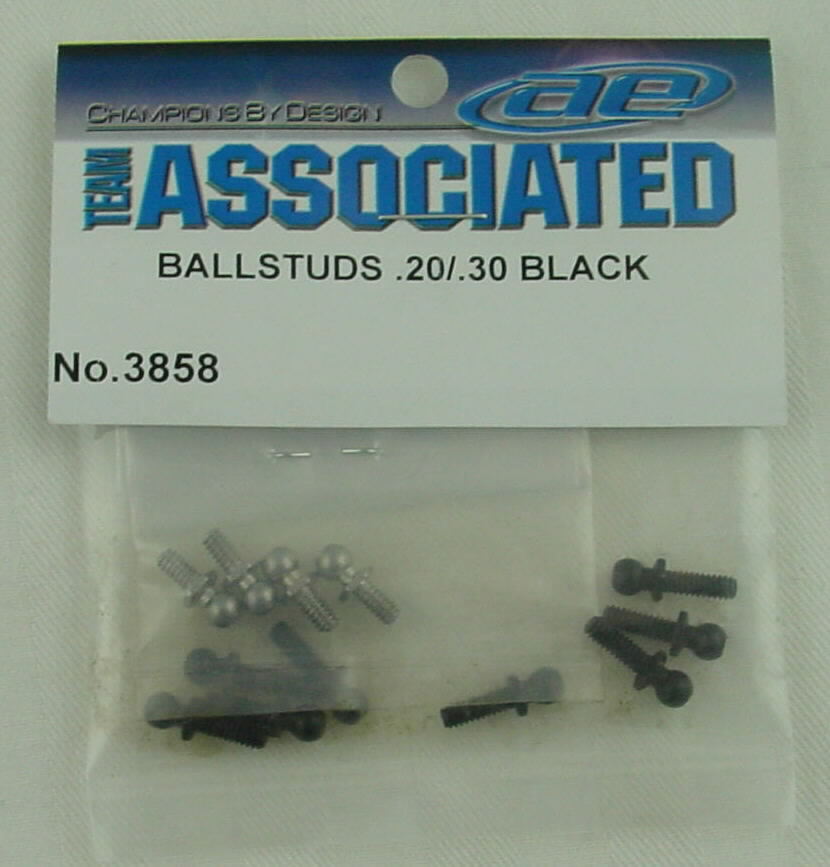 CHAMPIONS BY DESIGN
ae
TEAM ASSOCIATED
BALLSTUDS .20/.30 BLACK
No.3858